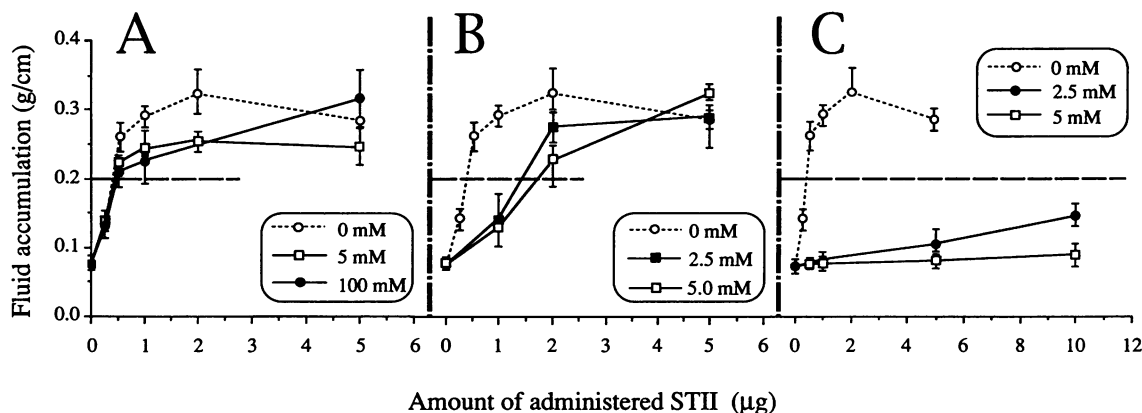 A
B
C
Fluid accumulation (g/cm)
0.4
0.3
0.2
0.1
0.0
0 mM
5 mM
100 mM
0 mM
2.5 mM
5.0 mM
0 mM
2.5 mM
5 mM
0 1 2 3 4 5 6
0 1 2 3 4 5 6
0 2 4 6 8 10 12
Amount of administered STII (µg)